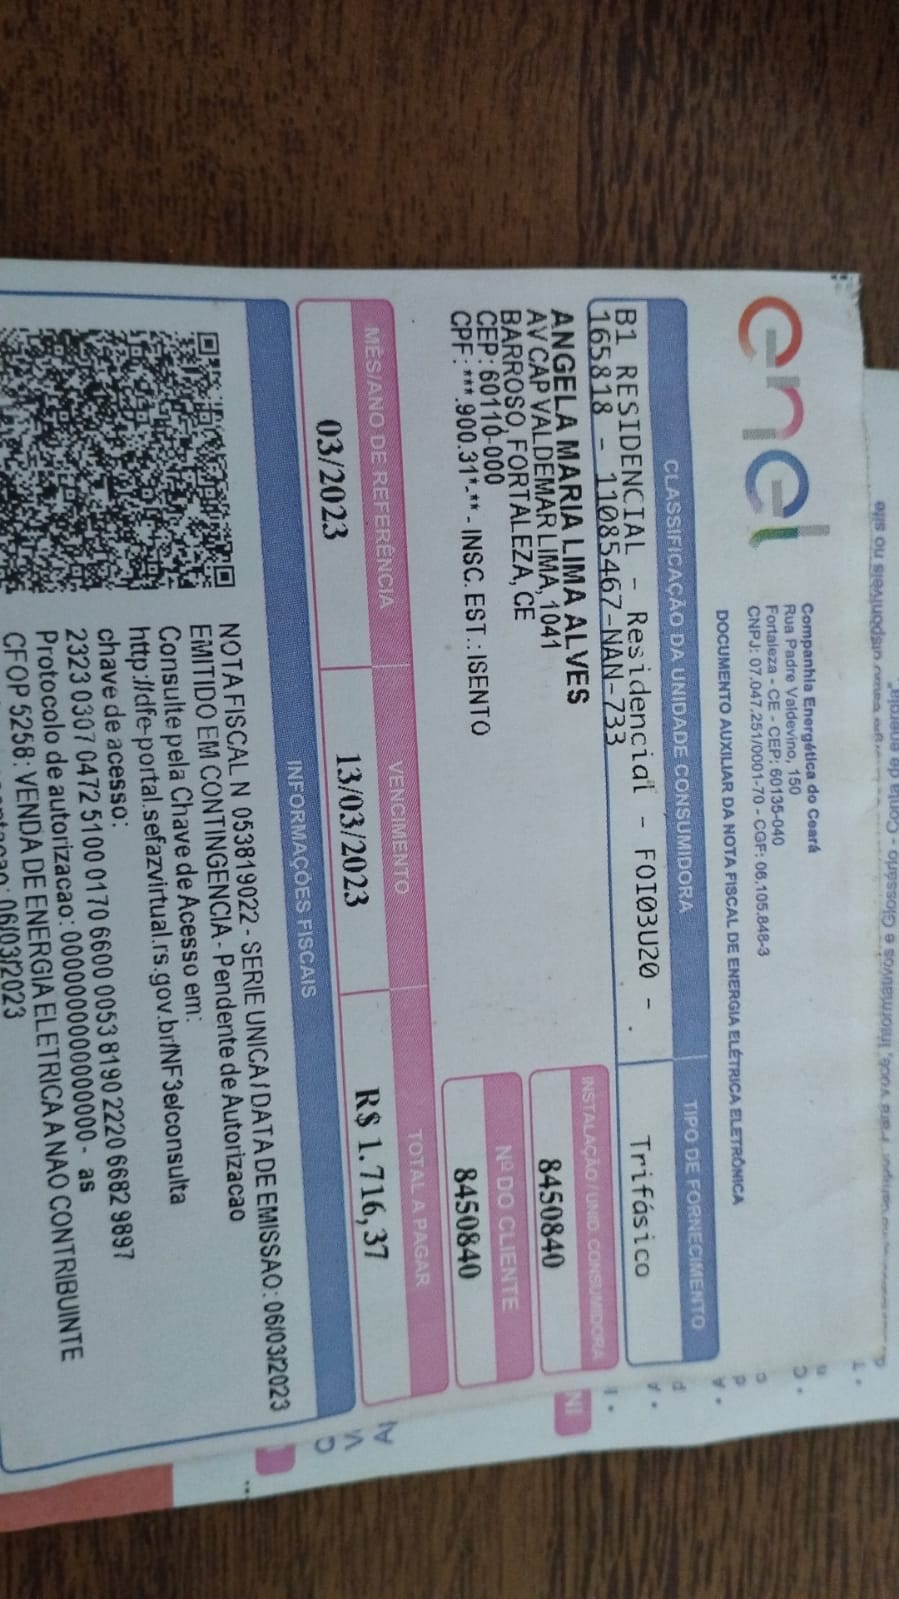 enel
Companhia Energética do Ceará
Rua Padre Valdevino, 150
Fortaleza - CE - CEP: 60135-040
CNPJ: 07.047.251/0001-70 - CGF: 06.105.848-3
DOCUMENTO AUXILIAR DA NOTA FISCAL DE ENERGIA ELÉTRICA ELETRÔNICA
CLASSIFICAÇÃO DA UNIDADE CONSUMIDORA
TIPO DE FORNECIMENTO
B1 RESIDENCIAL - Residencial - FOI03U20 -
165818 - 11085467-NAN-733
Trifásico
ANGELA MARIA LIMA ALVES
AV CAP VALDEMAR LIMA, 1041
BARROSO, FORTALEZA, CE
CEP: 60110-000
CPF: ***.900.31*-** - INSC. EST.: ISENTO
INSTALAÇÃO / UNID. CONSUMIDORA
8450840
Nº DO CLIENTE
8450840
MÊS/ANO DE REFERÊNCIA
VENCIMENTO
TOTAL A PAGAR
03/2023
13/03/2023
R$ 1.716,37
INFORMAÇÕES FISCAIS
NOTA FISCAL N 053819022 - SERIE UNICA / DATA DE EMISSAO: 06/03/2023
EMITIDO EM CONTINGENCIA - Pendente de Autorizacao
Consulte pela Chave de Acesso em:
http://dfe-portal.sefazvirtual.rs.gov.br/NF3e/consulta
chave de acesso:
2323 0307 0472 5100 0170 6600 0053 8190 2220 6682 9897
Protocolo de autorizacao: 0000000000000000 - as
CFOP 5258: VENDA DE ENERGIA ELETRICA A NAO CONTRIBUINTE
06/03/2023